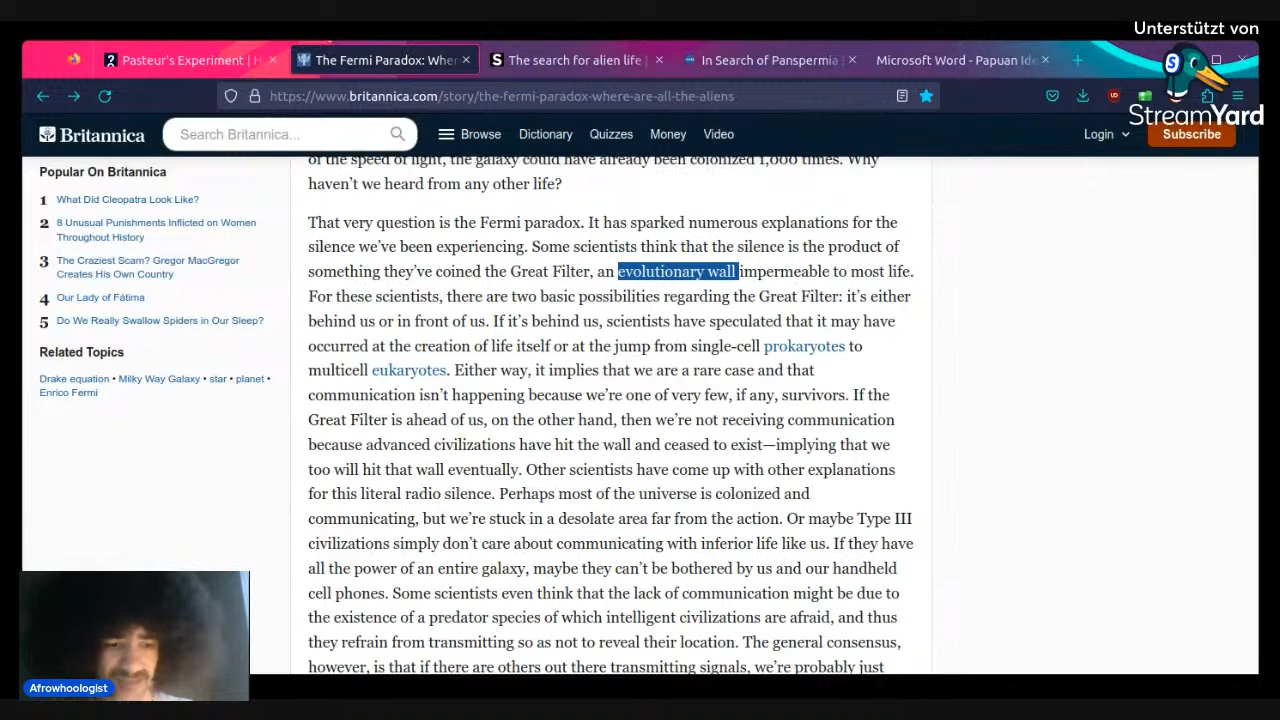 Unterstützt von
StreamYard
Pasteur's Experiment | H
The Fermi Paradox: Wher
The search for alien life |
In Search of Panspermia |
Microsoft Word - Papuan Ide
https://www.britannica.com/story/the-fermi-paradox-where-are-all-the-aliens
Britannica
Search Britannica...
Browse
Dictionary
Quizzes
Money
Video
Login
Subscribe
Popular On Britannica
1 What Did Cleopatra Look Like?
2 8 Unusual Punishments Inflicted on Women
Throughout History
3 The Craziest Scam? Gregor MacGregor
Creates His Own Country
4 Our Lady of Fátima
5 Do We Really Swallow Spiders in Our Sleep?
Related Topics
Drake equation • Milky Way Galaxy • star • planet •
Enrico Fermi
of the speed of light, the galaxy could have already been colonized 1,000 times. Why
haven't we heard from any other life?
That very question is the Fermi paradox. It has sparked numerous explanations for the
silence we've been experiencing. Some scientists think that the silence is the product of
something they've coined the Great Filter, an evolutionary wall impermeable to most life.
For these scientists, there are two basic possibilities regarding the Great Filter: it's either
behind us or in front of us. If it's behind us, scientists have speculated that it may have
occurred at the creation of life itself or at the jump from single-cell prokaryotes to
multicell eukaryotes. Either way, it implies that we are a rare case and that
communication isn't happening because we're one of very few, if any, survivors. If the
Great Filter is ahead of us, on the other hand, then we're not receiving communication
because advanced civilizations have hit the wall and ceased to exist—implying that we
too will hit that wall eventually. Other scientists have come up with other explanations
for this literal radio silence. Perhaps most of the universe is colonized and
communicating, but we're stuck in a desolate area far from the action. Or maybe Type III
civilizations simply don't care about communicating with inferior life like us. If they have
all the power of an entire galaxy, maybe they can't be bothered by us and our handheld
cell phones. Some scientists even think that the lack of communication might be due to
the existence of a predator species of which intelligent civilizations are afraid, and thus
they refrain from transmitting so as not to reveal their location. The general consensus,
however, is that if there are others out there transmitting signals, we're probably just
Afrowhoologist